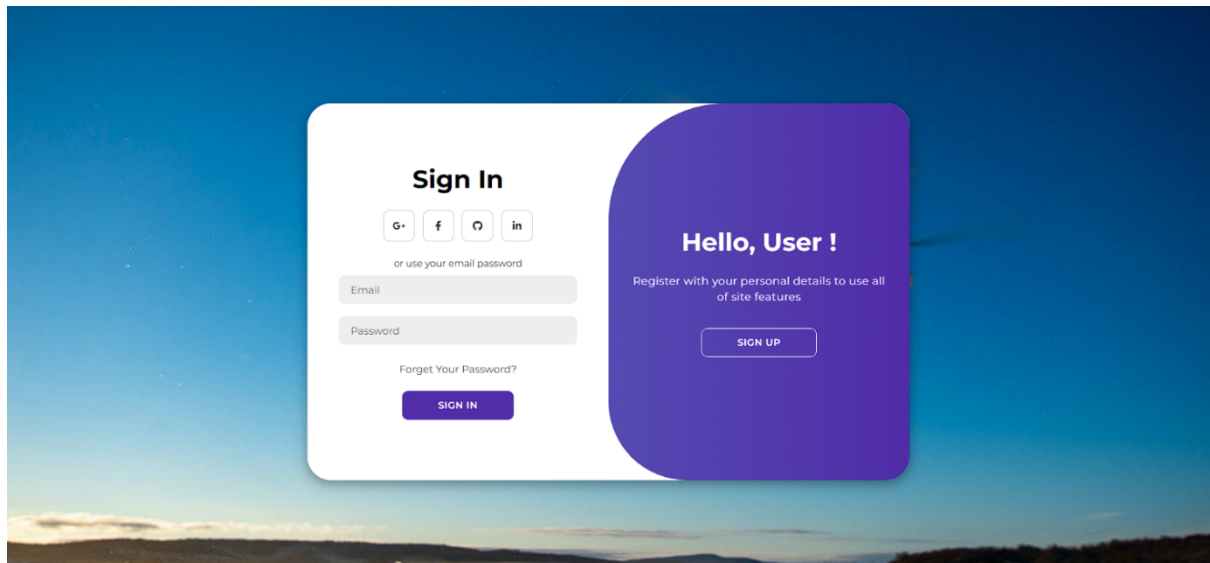 Sign In
G+ f in
or use your email password
Email
Password
Forget Your Password?
SIGN IN
Hello, User !
Register with your personal details to use all
of site features
SIGN UP